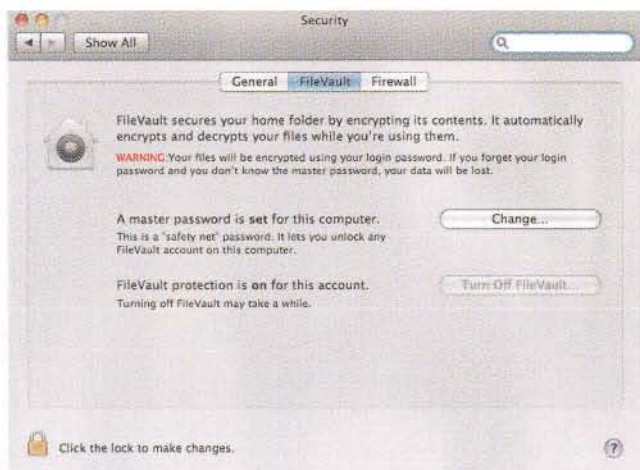 Security
Show All
General FileVault Firewall
FileVault secures your home folder by encrypting its contents. It automatically
encrypts and decrypts your files while you're using them.
WARNING:Your files will be encrypted using your login password. If you forget your login
password and you don't know the master password, your data will be lost.
A master password is set for this computer.
Change...
This is a "safety net" password. It lets you unlock any
FileVault account on this computer.
FileVault protection is on for this account.
Turn Off FileVault...
Turning off FileVault may take a while.
Click the lock to make changes.
?